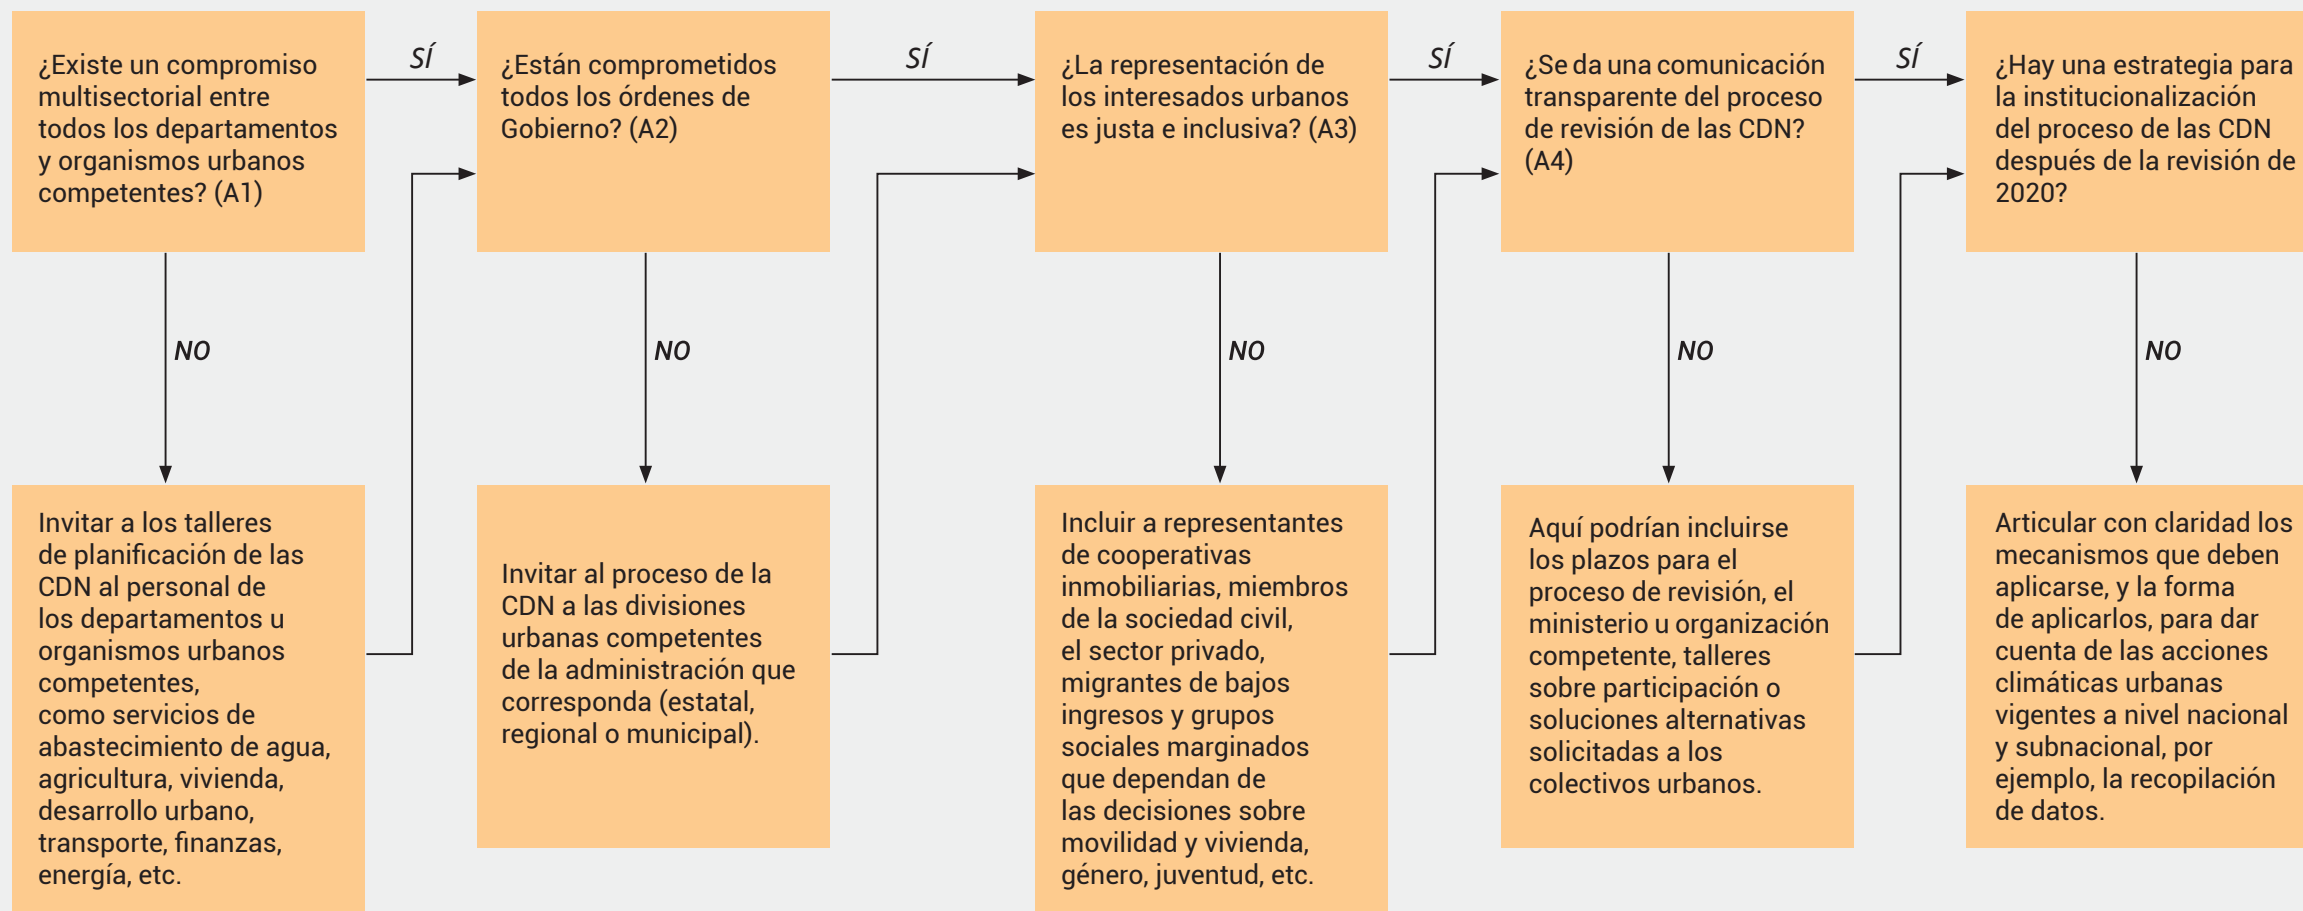 ¿Existe un compromiso
multisectorial entre
todos los departamentos
y organismos urbanos
competentes? (A1)
SÍ
¿Están comprometidos
todos los órdenes de
Gobierno? (A2)
SÍ
¿La representación de
los interesados urbanos
es justa e inclusiva? (A3)
SÍ
¿Se da una comunicación
transparente del proceso
de revisión de las CDN?
(A4)
SÍ
¿Hay una estrategia para
la institucionalización
del proceso de las CDN
después de la revisión de
2020?
NO
NO
NO
NO
NO
Invitar a los talleres
de planificación de las
CDN al personal de
los departamentos u
organismos urbanos
competentes,
como servicios de
abastecimiento de agua,
agricultura, vivienda,
desarrollo urbano,
transporte, finanzas,
energía, etc.
Invitar al proceso de la
CDN a las divisiones
urbanas competentes
de la administración que
corresponda (estatal,
regional o municipal).
Incluir a representantes
de cooperativas
inmobiliarias, miembros
de la sociedad civil,
el sector privado,
migrantes de bajos
ingresos y grupos
sociales marginados
que dependan de
las decisiones sobre
movilidad y vivienda,
género, juventud, etc.
Aquí podrían incluirse
los plazos para el
proceso de revisión, el
ministerio u organización
competente, talleres
sobre participación o
soluciones alternativas
solicitadas a los
colectivos urbanos.
Articular con claridad los
mecanismos que deben
aplicarse, y la forma
de aplicarlos, para dar
cuenta de las acciones
climáticas urbanas
vigentes a nivel nacional
y subnacional, por
ejemplo, la recopilación
de datos.